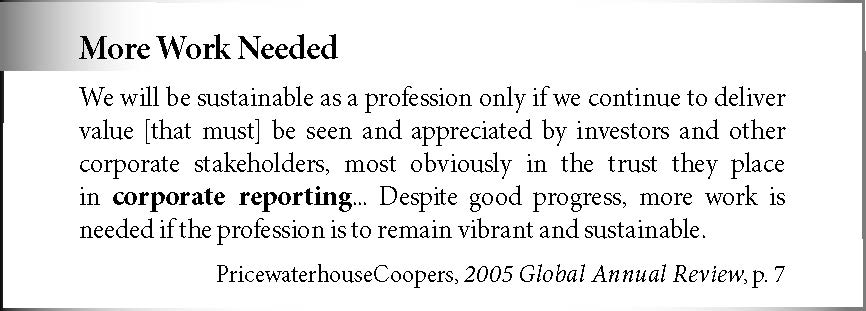 More Work Needed
We will be sustainable as a profession only if we continue to deliver
value [that must] be seen and appreciated by investors and other
corporate stakeholders, most obviously in the trust they place
in corporate reporting... Despite good progress, more work is
needed if the profession is to remain vibrant and sustainable.
PricewaterhouseCoopers, 2005 Global Annual Review, p. 7